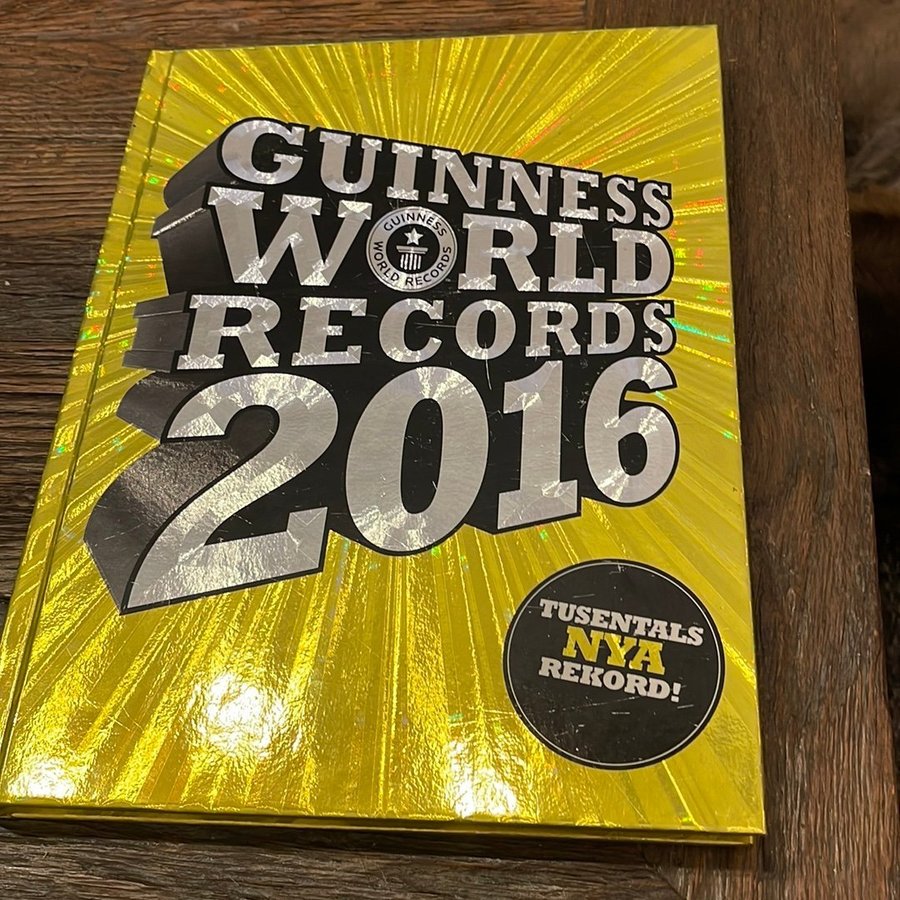 GUINNESS
WORLD
GUINNESS
WORLD RECORDS
RECORDS
2016
TUSENTALS
NYA
REKORD!